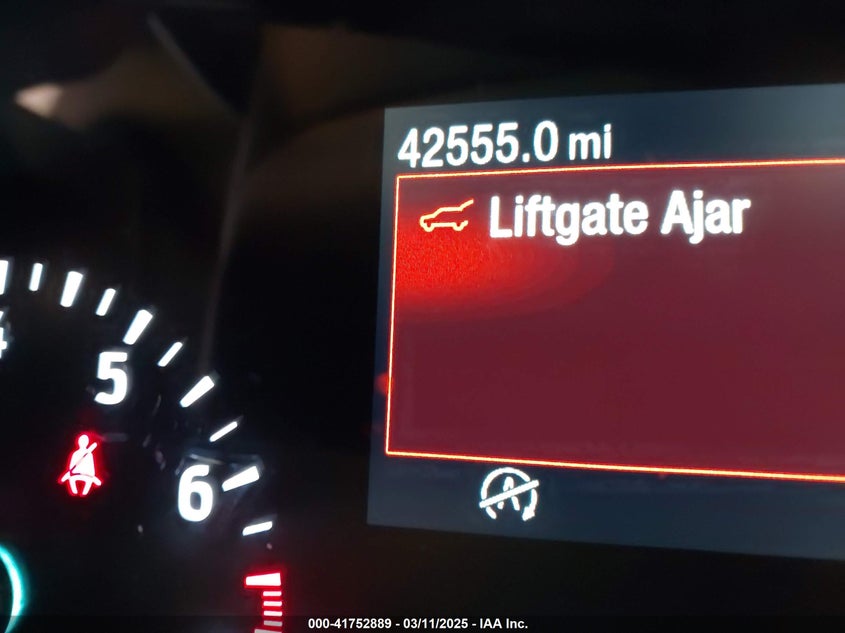 42555.0 mi
Liftgate Ajar
5
6
A
000-41752889 - 03/11/2025 - IAA Inc.